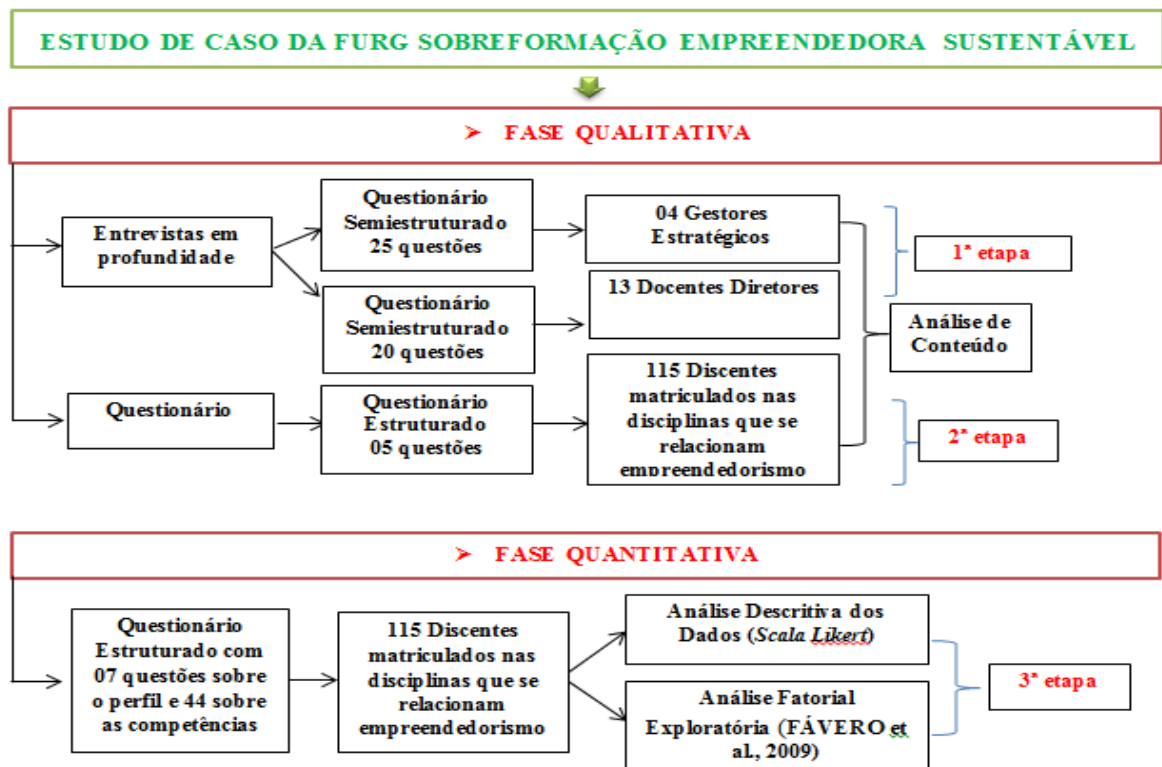 ESTUDO DE CASO DA FURG SOBREFORMAÇÃO EMPREENDEDORA SUSTENTÁVEL
➢ FASE QUALITATIVA
Entrevistas em
profundidade
Questionário
Semiestruturado
25 questões
04 Gestores
Estratégicos
1ª etapa
Questionário
Semiestruturado
20 questões
13 Docentes Diretores
Análise de
Conteúdo
Questionário
Questionário
Estruturado
05 questões
115 Discentes
matriculados nas
disciplinas que se
relacionam
empreendedorismo
2ª etapa
➢ FASE QUANTITATIVA
Questionário
Estruturado com
07 questões sobre
o perfil e 44 sobre
as competências
115 Discentes
matriculados nas
disciplinas que se
relacionam
empreendedorismo
Análise Descritiva dos
Dados (Scala Likert)
Análise Fatorial
Exploratória (FÁVERO et
al., 2009)
3ª etapa